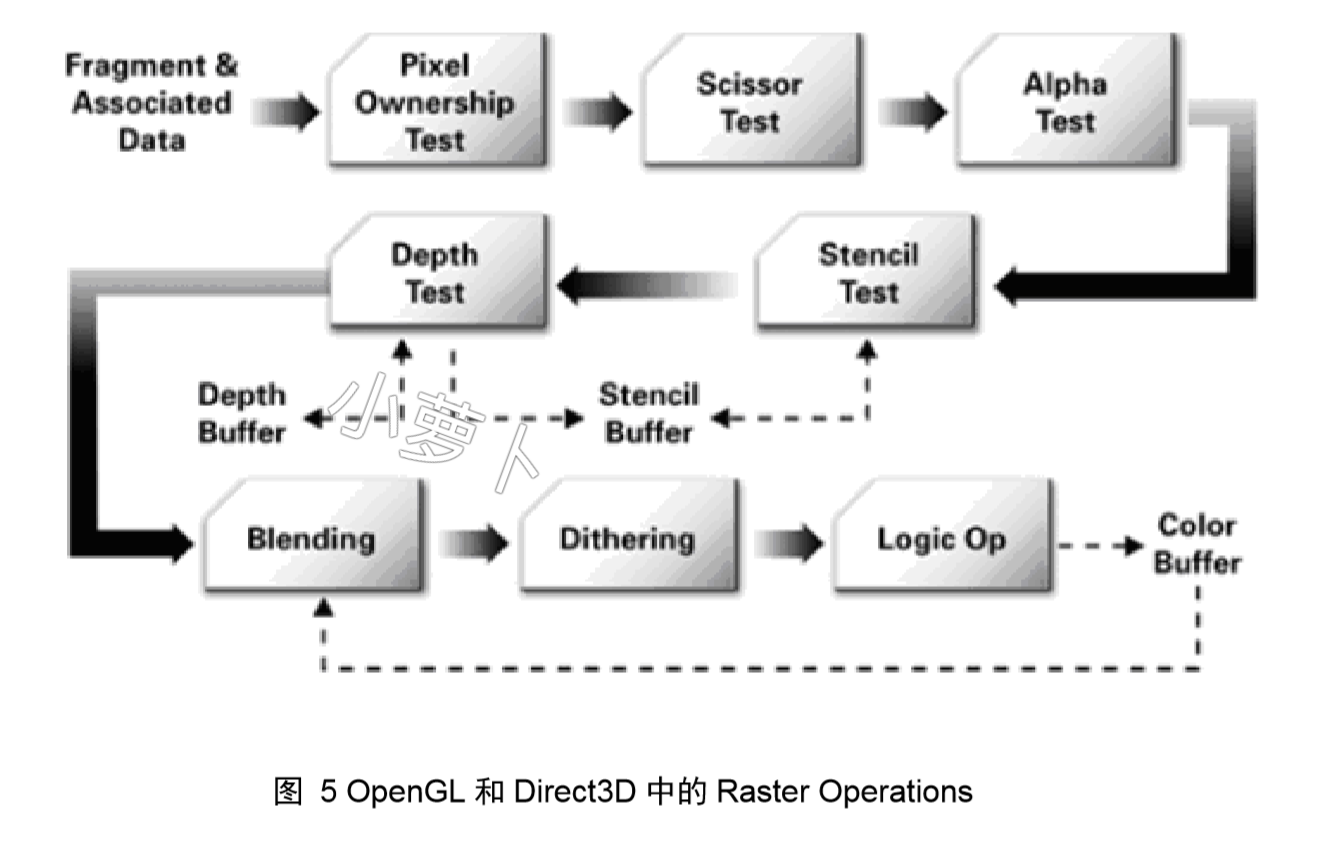 Fragment &
Associated
Data
Pixel
Ownership
Test
Scissor
Test
Alpha
Test
Depth
Test
Stencil
Test
Depth
Buffer
Stencil
Buffer
小萝卜
Blending
Dithering
Logic Op
Color
Buffer
图 5 OpenGL 和 Direct3D 中的 Raster Operations